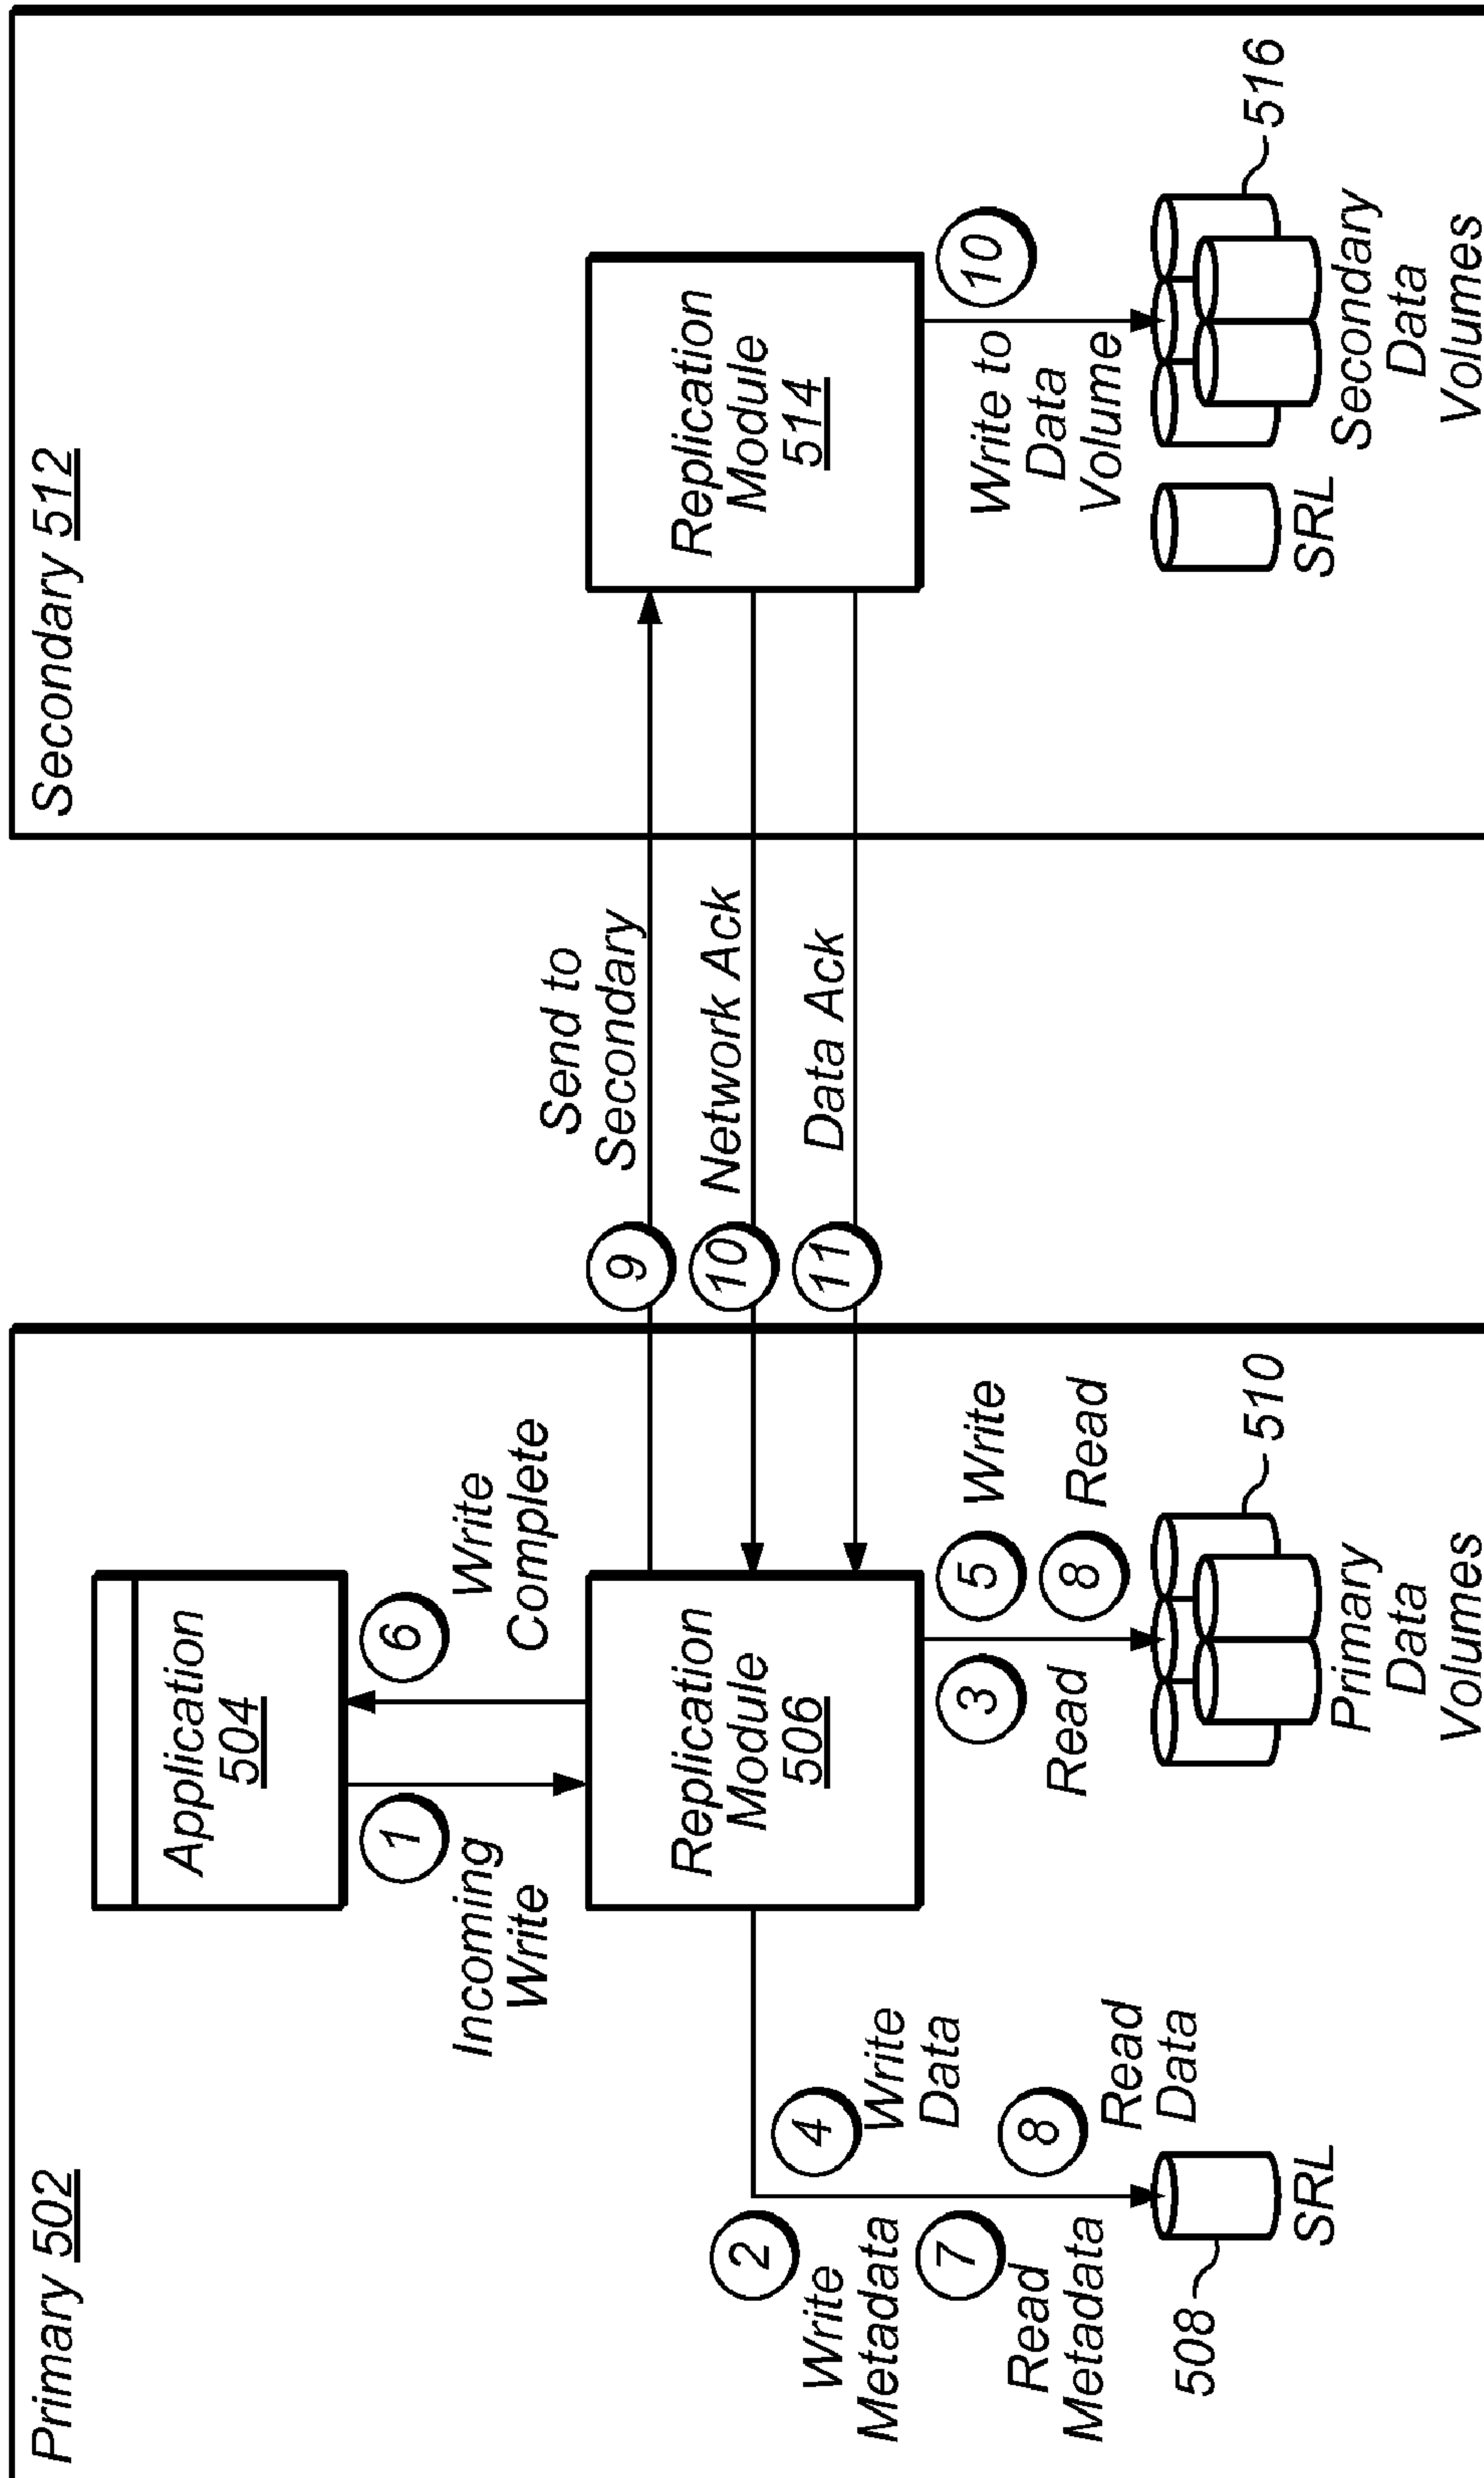 Primary 502
Application
504
1
Incoming
Write
6
Write
Complete
Replication
Module
506
2
Write
Metadata
4
Write
Data
7
Read
Metadata
8
Read
Data
508
SRL
3
Read
5
Write
8
Read
510
Primary
Data
Volumes
9
Send to
Secondary
10
Network Ack
11
Data Ack
Secondary 512
Replication
Module
514
10
Write to
Data
Volume
SRL
516
Secondary
Data
Volumes